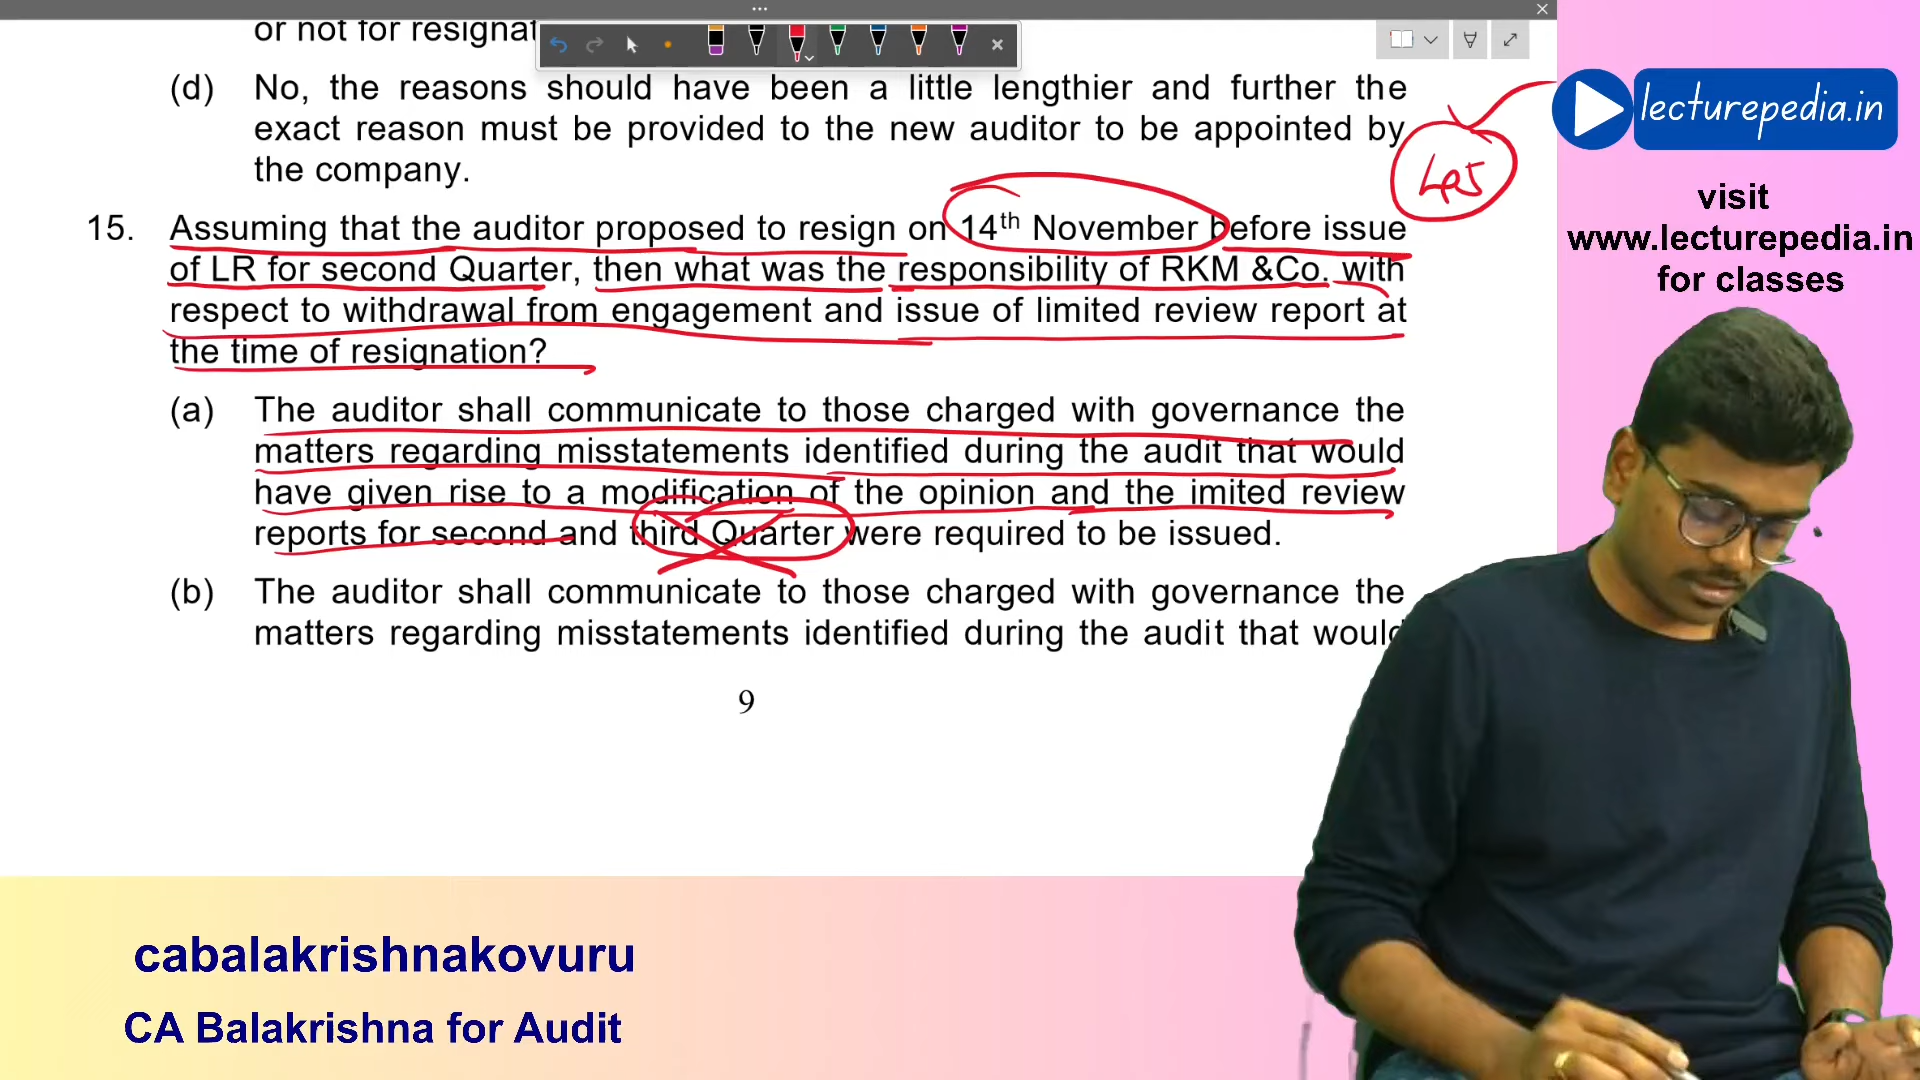 or not for resignat
(d) No, the reasons should have been a little lengthier and further the
exact reason must be provided to the new auditor to be appointed by
the company.
15. Assuming that the auditor proposed to resign on 14th November before issue
of LR for second Quarter, then what was the responsibility of RKM &Co. with
respect to withdrawal from engagement and issue of limited review report at
the time of resignation?
(a) The auditor shall communicate to those charged with governance the
matters regarding misstatements identified during the audit that would
have given rise to a modification of the opinion and the imited review
reports for second and third Quarter were required to be issued.
(b) The auditor shall communicate to those charged with governance the
matters regarding misstatements identified during the audit that would
9
lecturepedia.in
visit
www.lecturepedia.in
for classes
cabalakrishnakovuru
CA Balakrishna for Audit